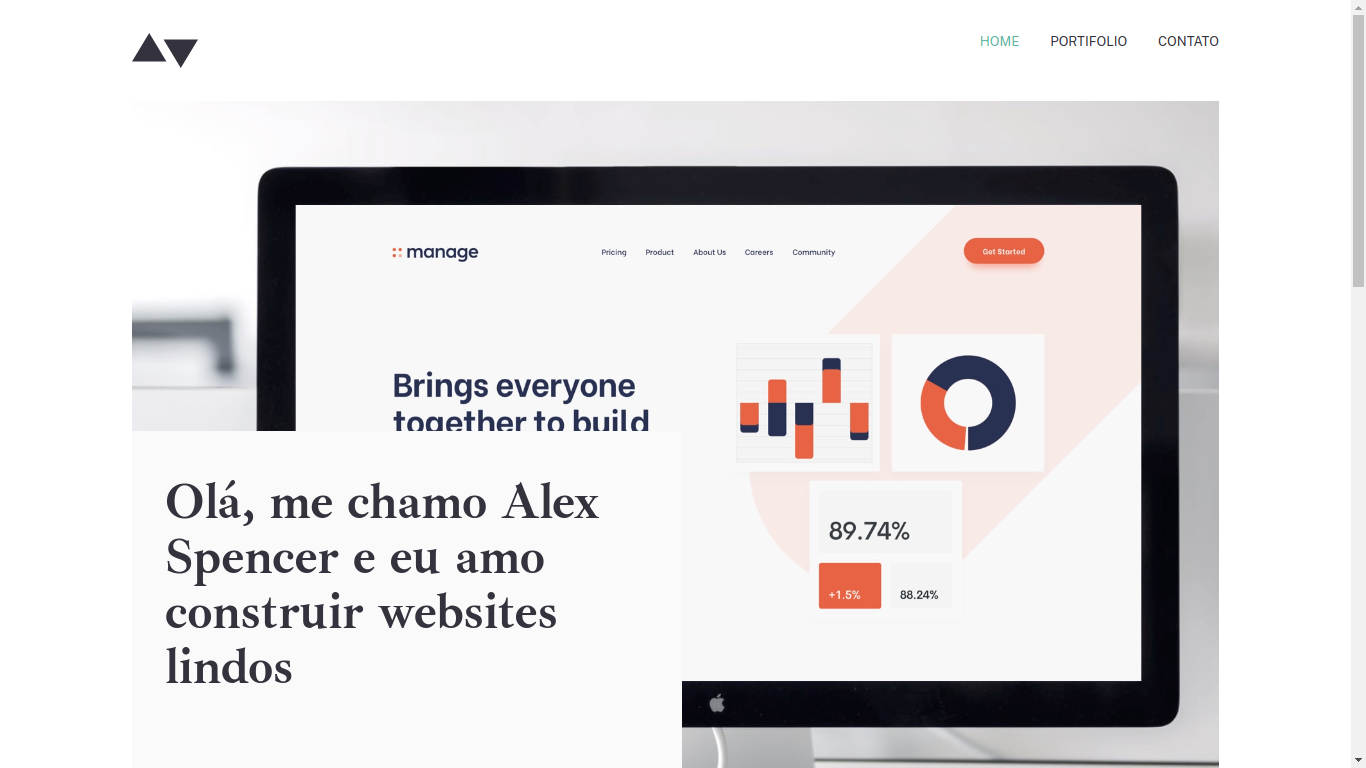 HOME PORTIFOLIO CONTATO
manage Pricing Product About Us Careers Community Get Started
Brings everyone
together to build
89.74%
+1.5% 88.24%
Olá, me chamo Alex
Spencer e eu amo
construir websites
lindos